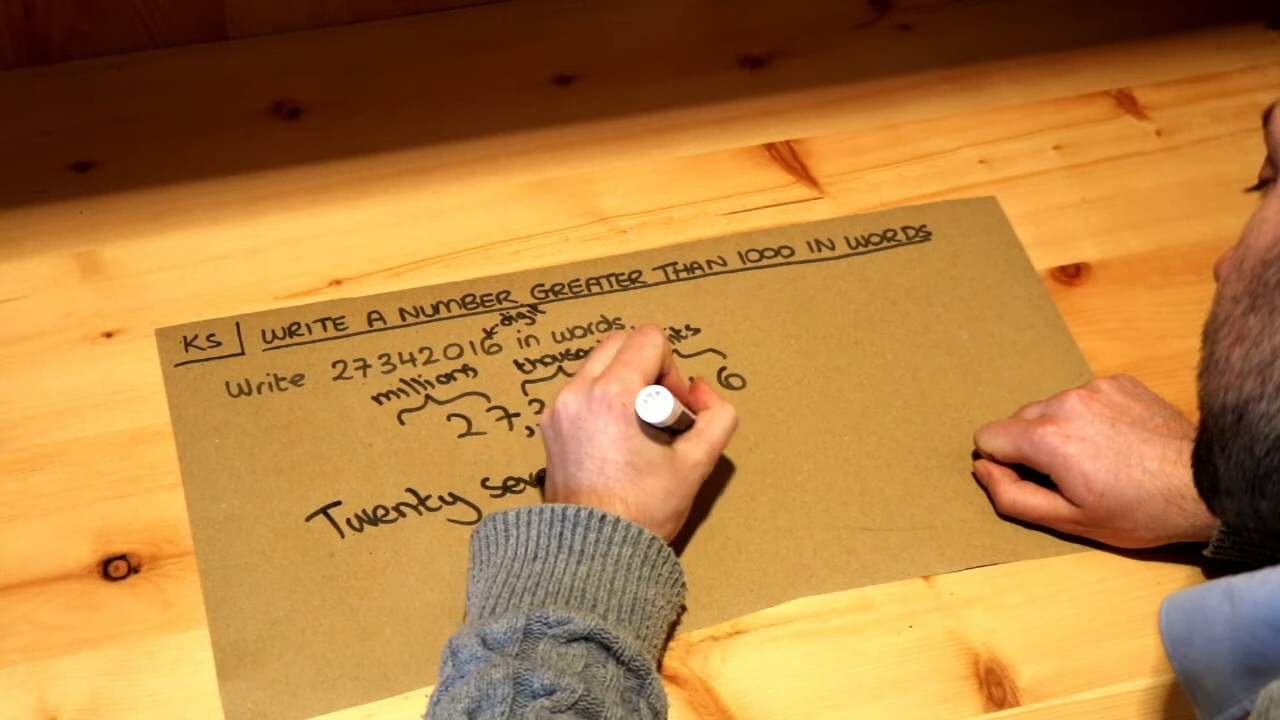 KS WRITE A NUMBER GREATER THAN 1000 IN WORDS
digit
Write 27342016 in words.
millions
27, 6
Twenty